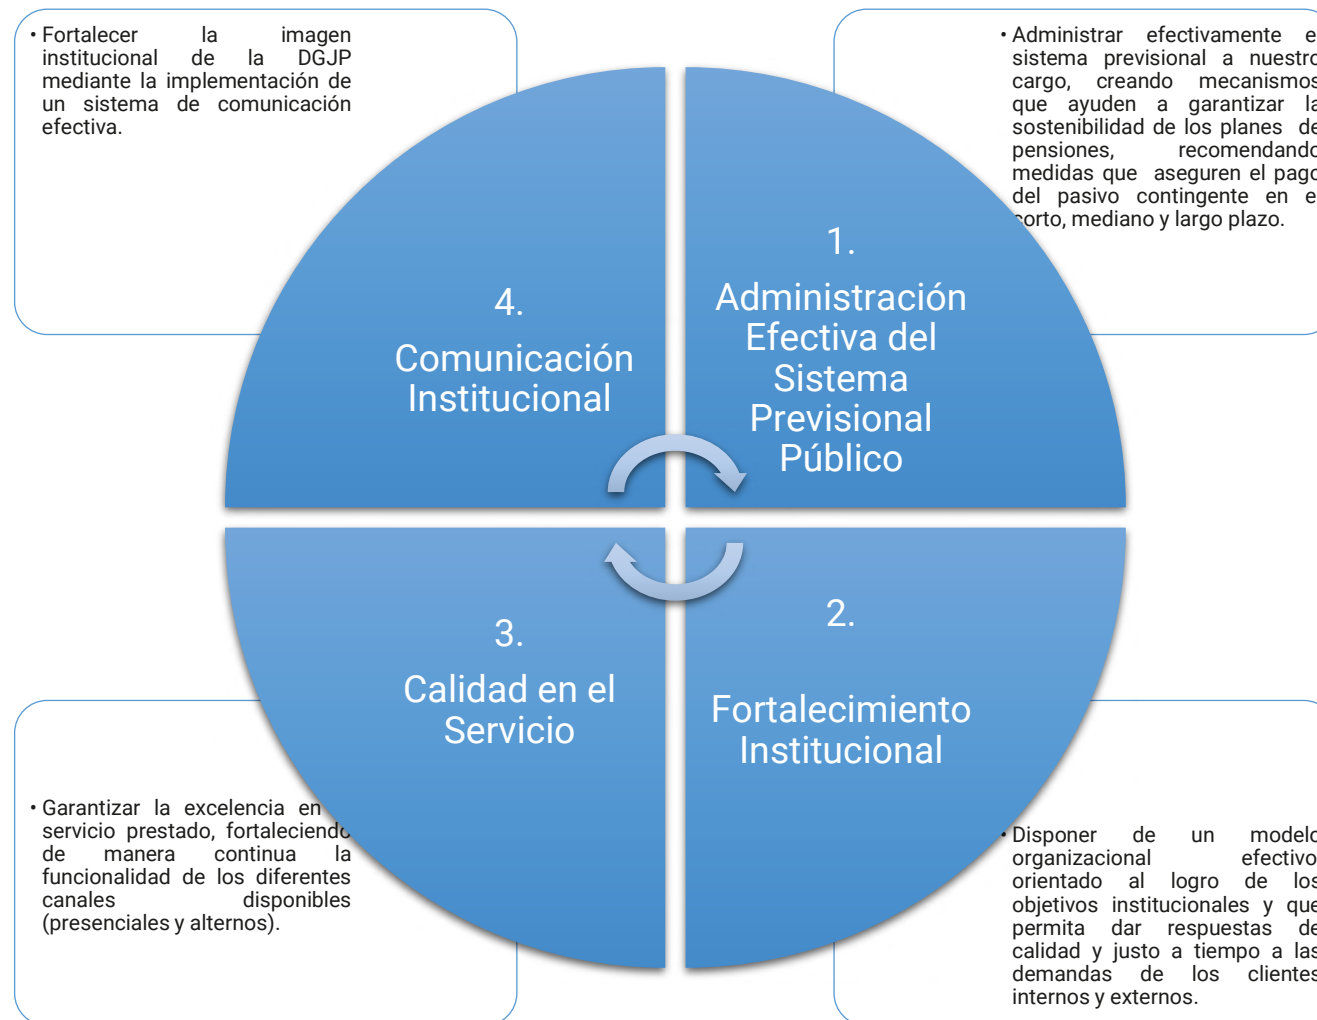 • Fortalecer la imagen
institucional de la DGJP
mediante la implementación de
un sistema de comunicación
efectiva.
• Administrar efectivamente e
sistema previsional a nuestro
cargo, creando mecanismos
que ayuden a garantizar la
sostenibilidad de los planes de
pensiones, recomendando
medidas que aseguren el pago
del pasivo contingente en e
corto, mediano y largo plazo.
4.
Comunicación
Institucional
1.
Administración
Efectiva del
Sistema
Previsional
Público
3.
Calidad en el
Servicio
2.
Fortalecimiento
Institucional
• Garantizar la excelencia en
servicio prestado, fortaleciendo
de manera continua la
funcionalidad de los diferentes
canales disponibles
(presenciales y alternos).
• Disponer de un modelo
organizacional efectivo
orientado al logro de los
objetivos institucionales y que
permita dar respuestas de
calidad y justo a tiempo a las
demandas de los clientes
internos y externos.